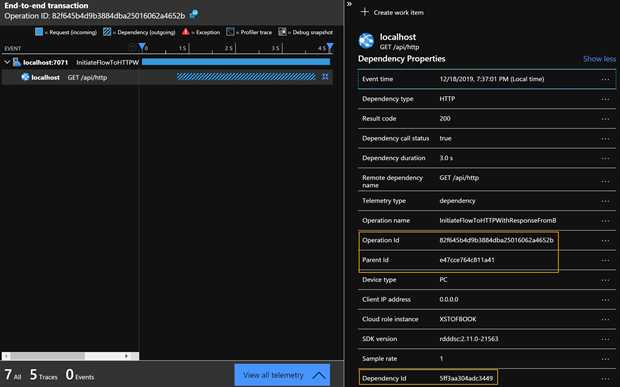 End-to-end transaction
Operation ID: 82f645b4d9b3884dba25016062a4652b
= Request (incoming) = Dependency (outgoing) = Exception = Profiler trace = Debug snapshot
EVENT 0 1 S 2 S 3 S 4 S
localhost:7071 InitiateFlowToHTTPW
localhost GET /api/http
7 All 5 Traces 0 Events
View all telemetry
»
+ Create work item
localhost
GET /api/http
Dependency Properties Show less
Event time 12/18/2019, 7:37:01 PM (Local time) ...
Dependency type HTTP ...
Result code 200 ...
Dependency call status true ...
Dependency duration 3.0 s ...
Remote dependency name GET /api/http ...
Telemetry type dependency ...
Operation name InitiateFlowToHTTPWithResponseFromB ...
Operation Id 82f645b4d9b3884dba25016062a4652b ...
Parent Id e47cce764c811a41 ...
Device type PC ...
Client IP address 0.0.0.0 ...
Cloud role instance XSTOFBOOK ...
SDK version rdddsc:2.11.0-21563 ...
Sample rate 1 ...
Dependency Id 5ff3aa304adc3449 ...